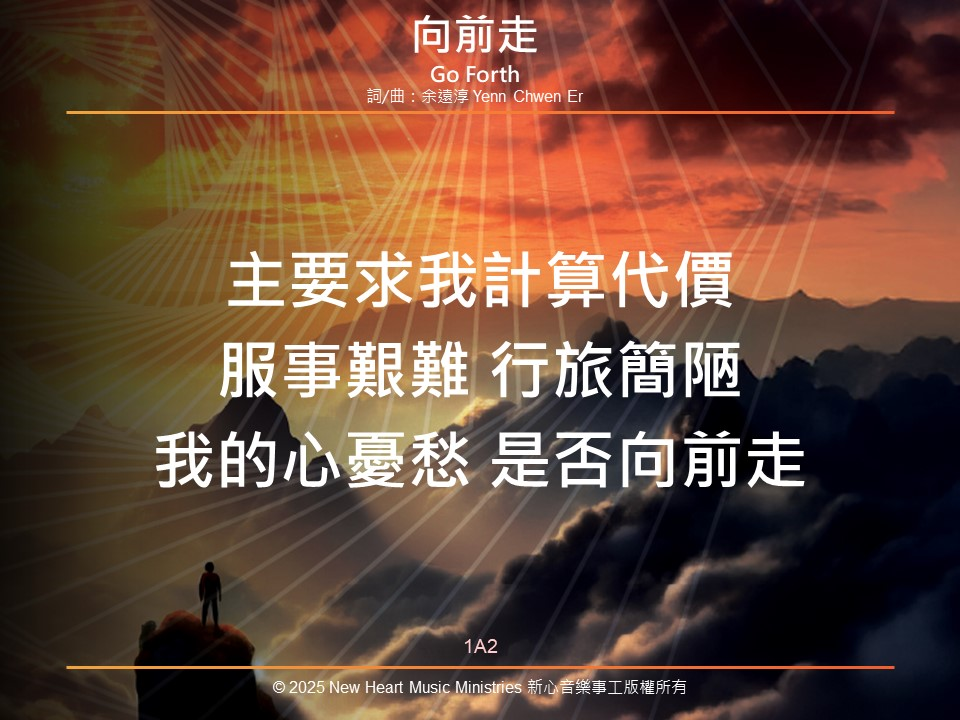 向前走
Go Forth
詞/曲：余遠淳 Yenn Chwen Er
主要求我計算代價
服事艱難 行旅簡陋
我的心憂愁 是否向前走
1A2
© 2025 New Heart Music Ministries 新心音樂事工版權所有